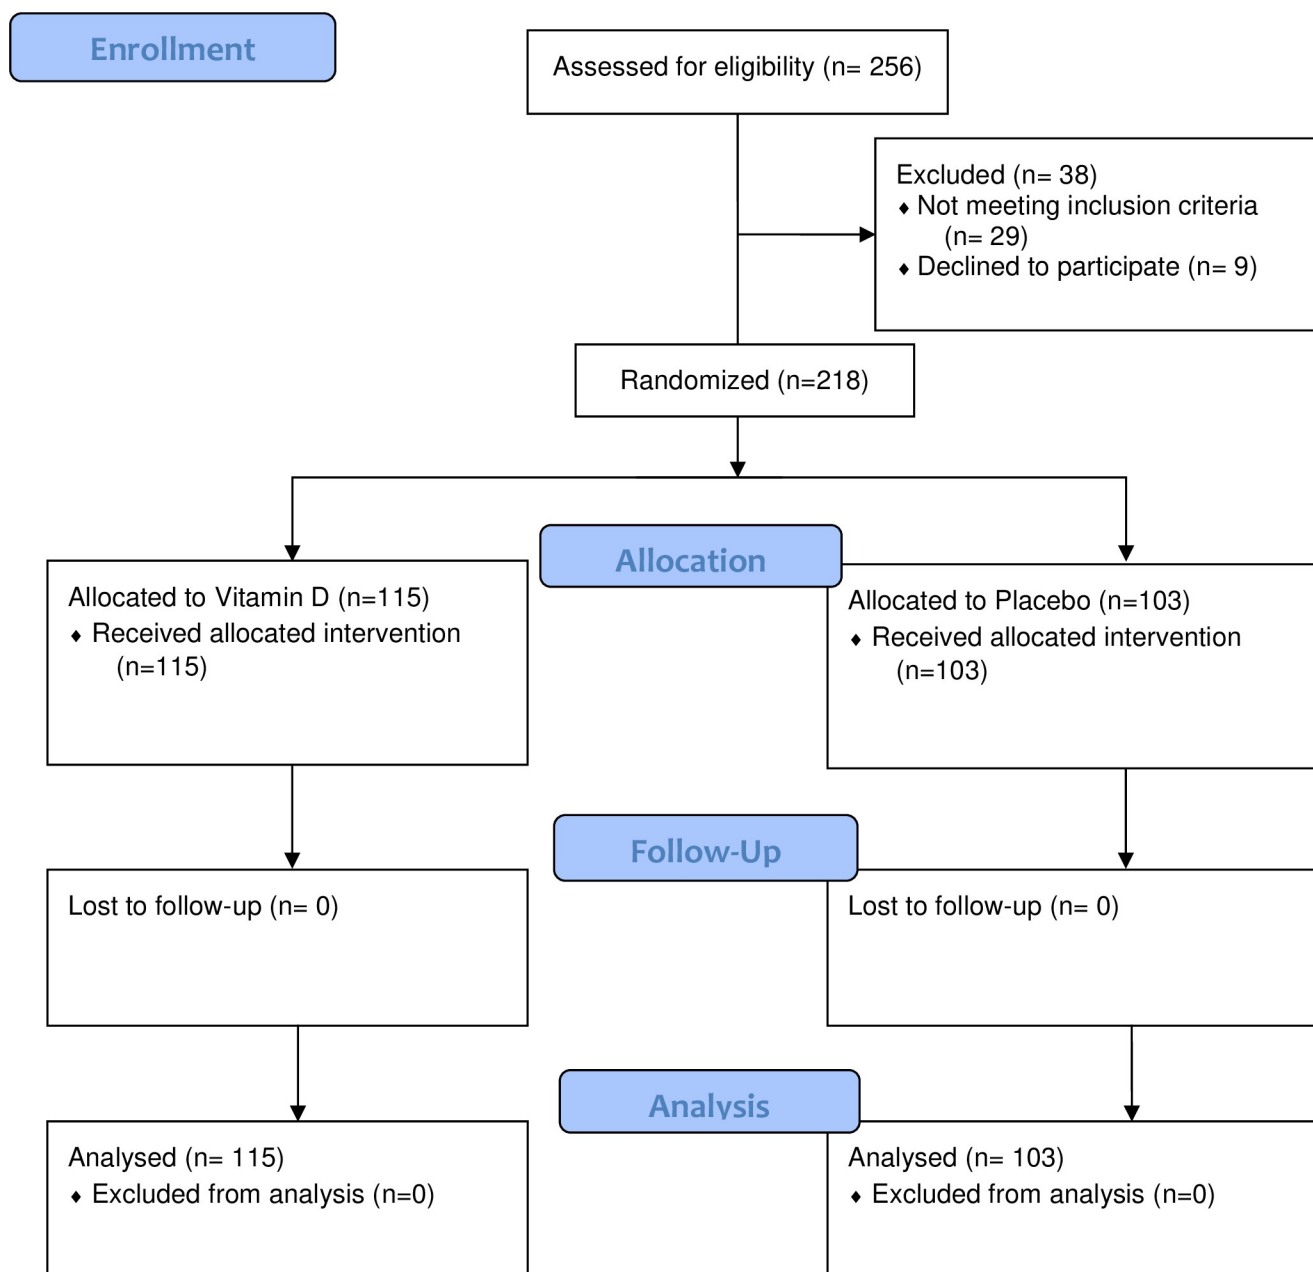 Enrollment
Assessed for eligibility (n= 256)
Excluded (n= 38)
♦ Not meeting inclusion criteria
(n= 29)
♦ Declined to participate (n= 9)
Randomized (n=218)
Allocation
Allocated to Vitamin D (n=115)
♦ Received allocated intervention
(n=115)
Allocated to Placebo (n=103)
♦ Received allocated intervention
(n=103)
Follow-Up
Lost to follow-up (n= 0)
Lost to follow-up (n= 0)
Analysis
Analysed (n= 115)
♦ Excluded from analysis (n=0)
Analysed (n= 103)
♦ Excluded from analysis (n=0)